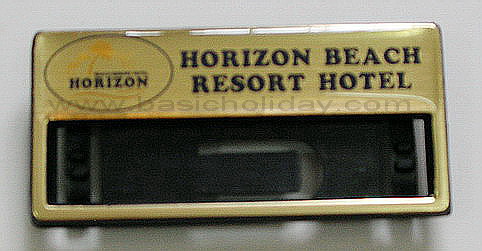 HORIZON BEACH
RESORT HOTEL
HORIZON
www.basicholiday.com